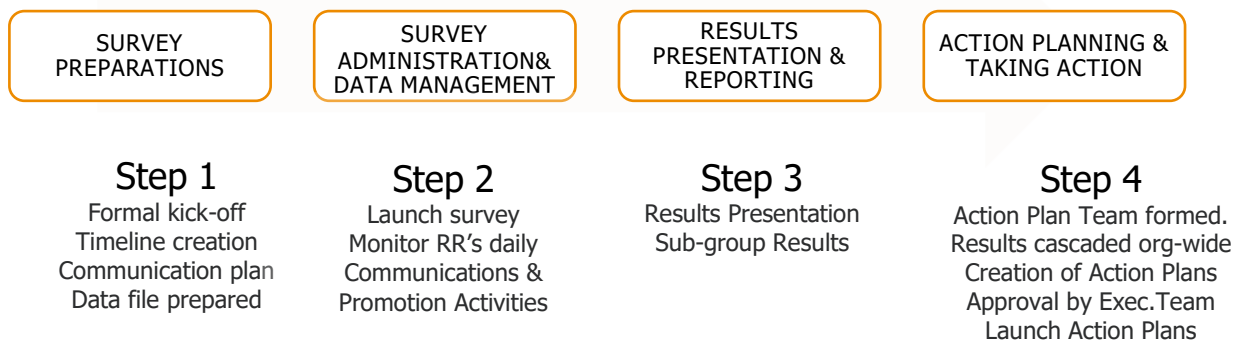 SURVEY
PREPARATIONS
SURVEY
ADMINISTRATION&
DATA MANAGEMENT
RESULTS
PRESENTATION &
REPORTING
ACTION PLANNING &
TAKING ACTION
Step 1
Formal kick-off
Timeline creation
Communication plan
Data file prepared
Step 2
Launch survey
Monitor RR’s daily
Communications &
Promotion Activities
Step 3
Results Presentation
Sub-group Results
Step 4
Action Plan Team formed.
Results cascaded org-wide
Creation of Action Plans
Approval by Exec.Team
Launch Action Plans